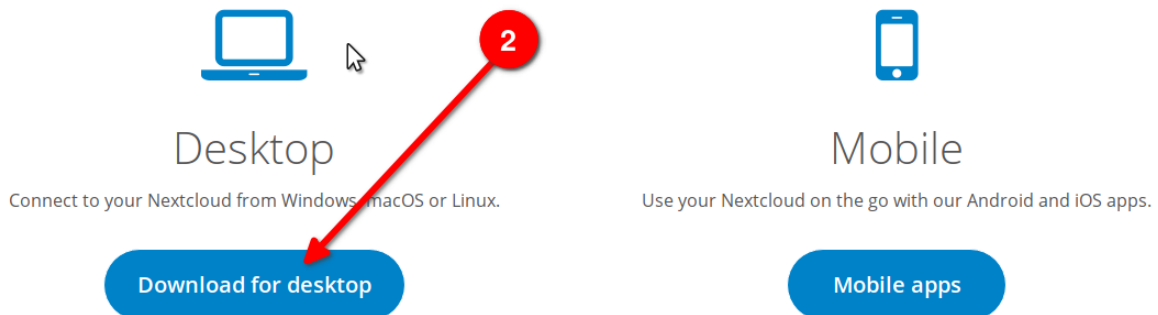 2
Desktop
Connect to your Nextcloud from Windows, macOS or Linux.
Download for desktop
Mobile
Use your Nextcloud on the go with our Android and iOS apps.
Mobile apps